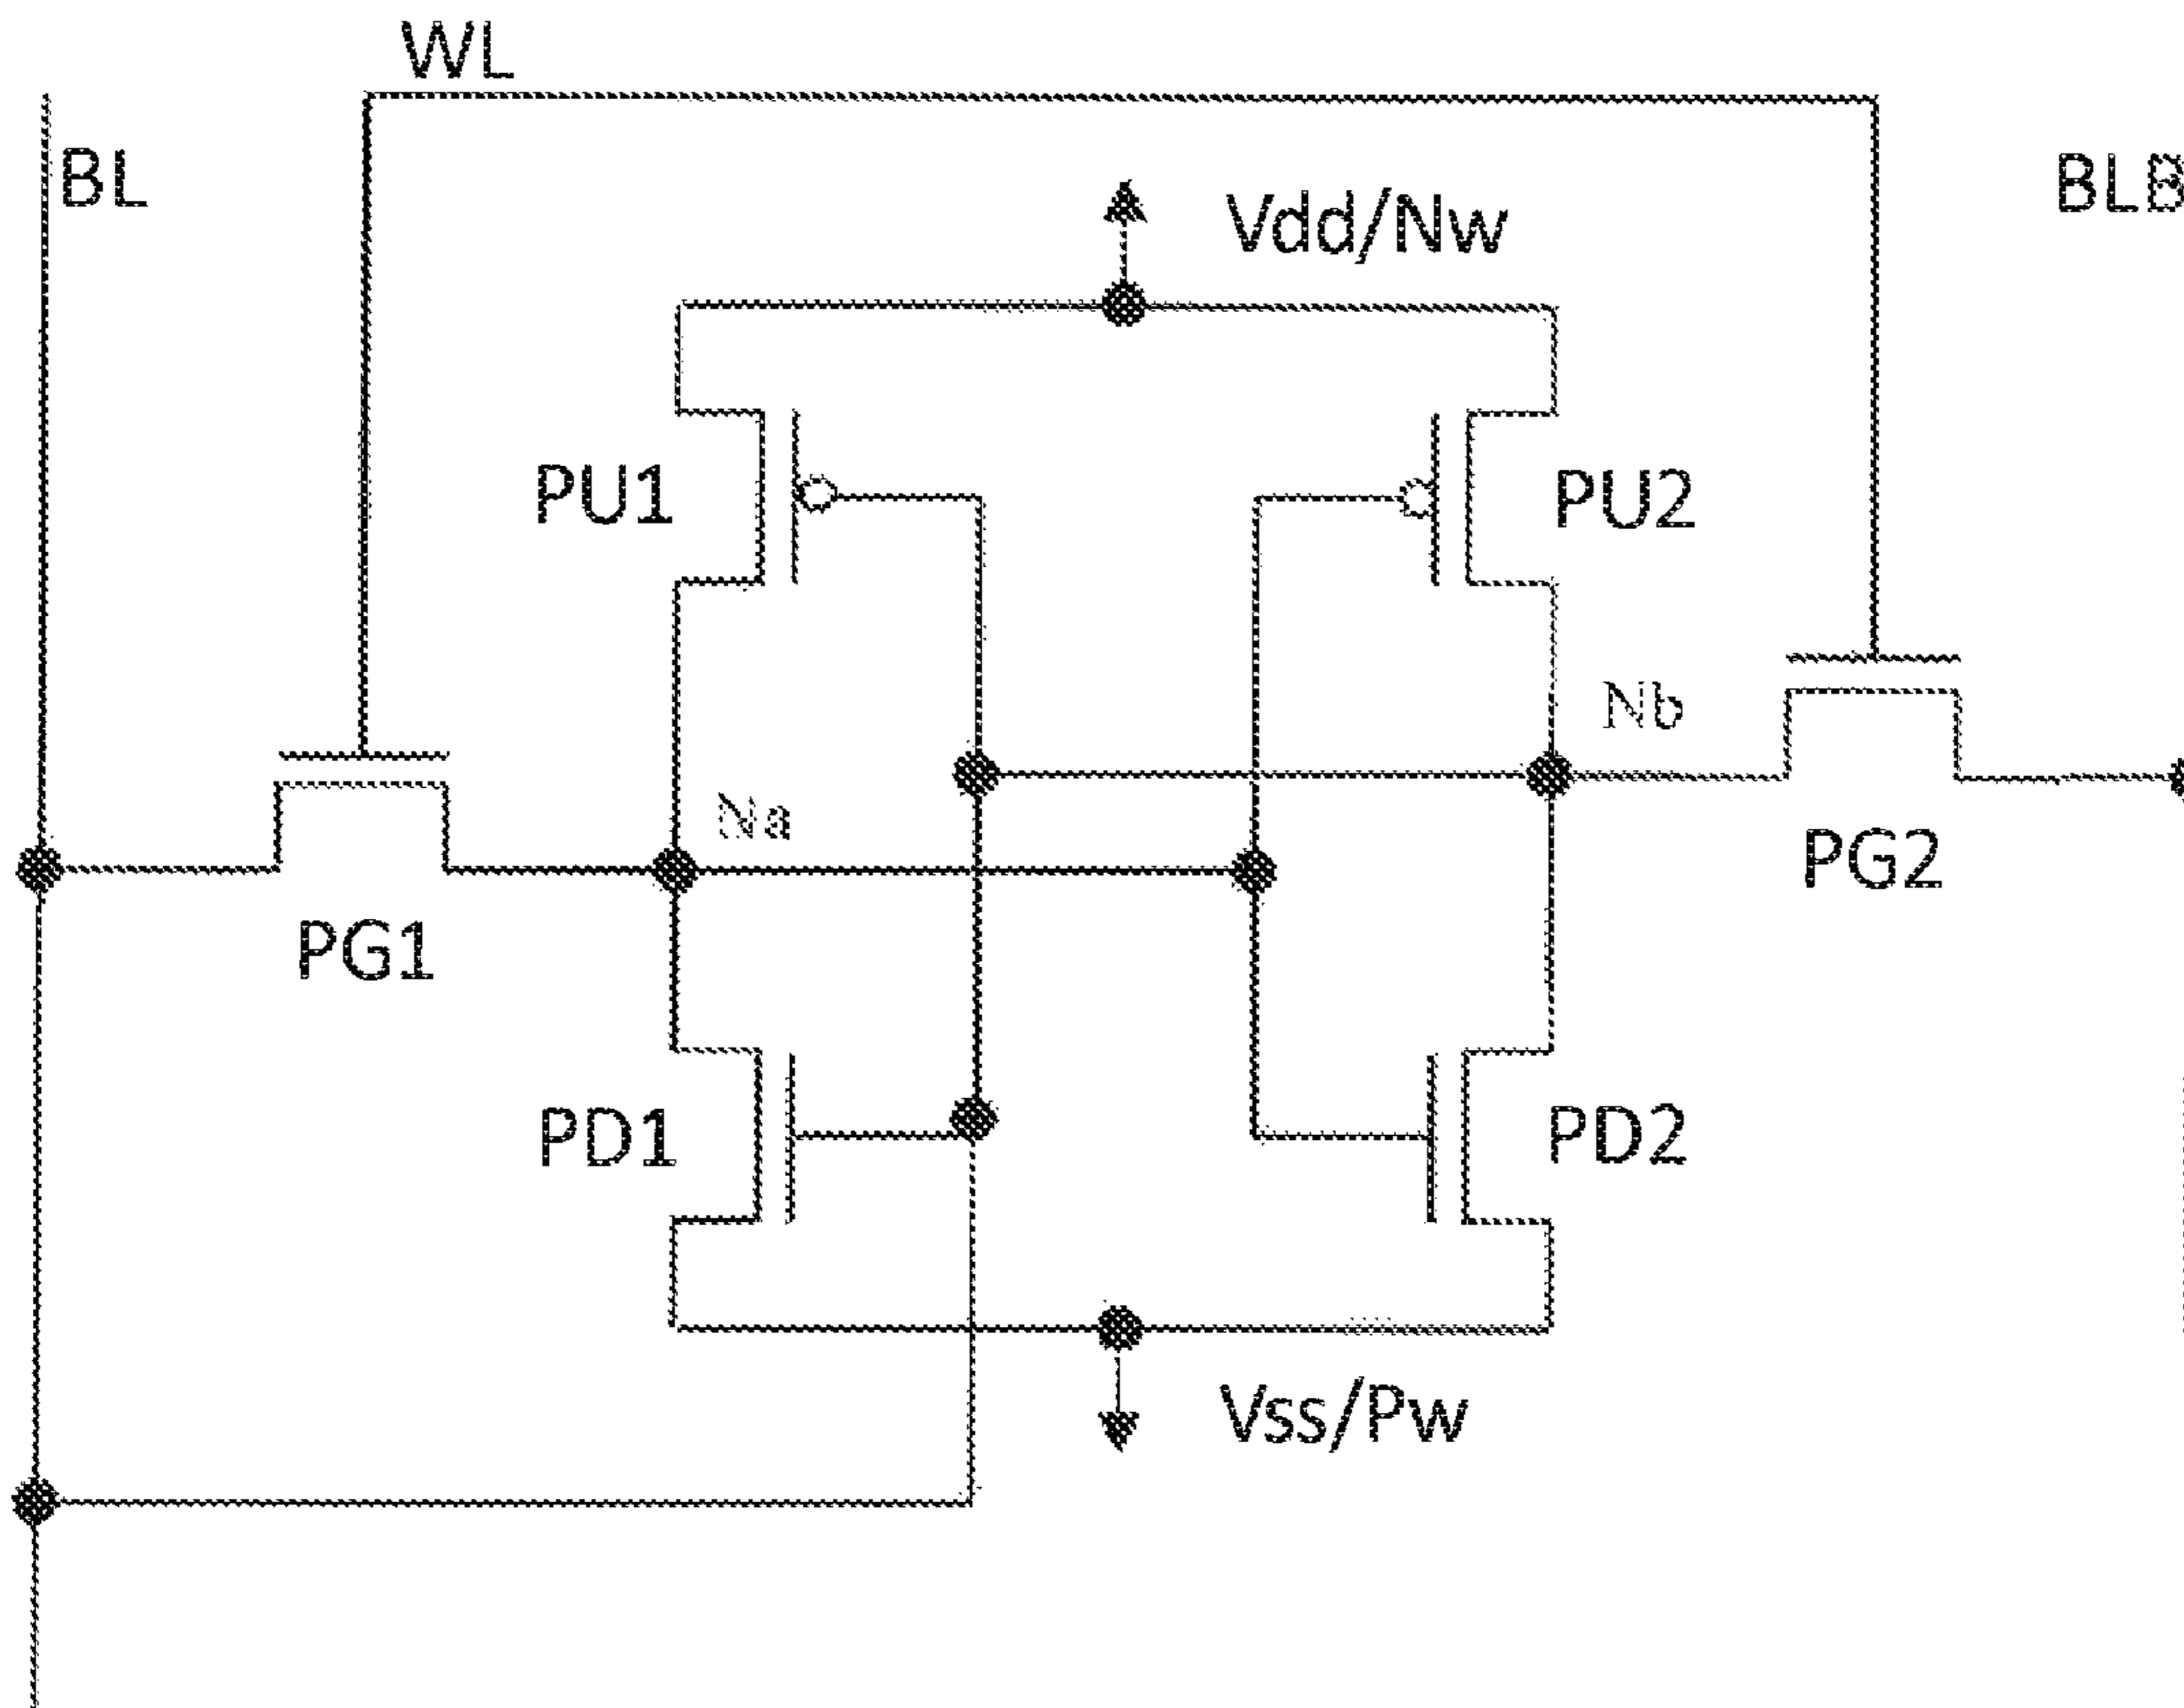 WL
BL
BLB
Vdd/Nw
PU1
PU2
Nb
Na
PG2
PG1
PD1
PD2
Vss/Pw